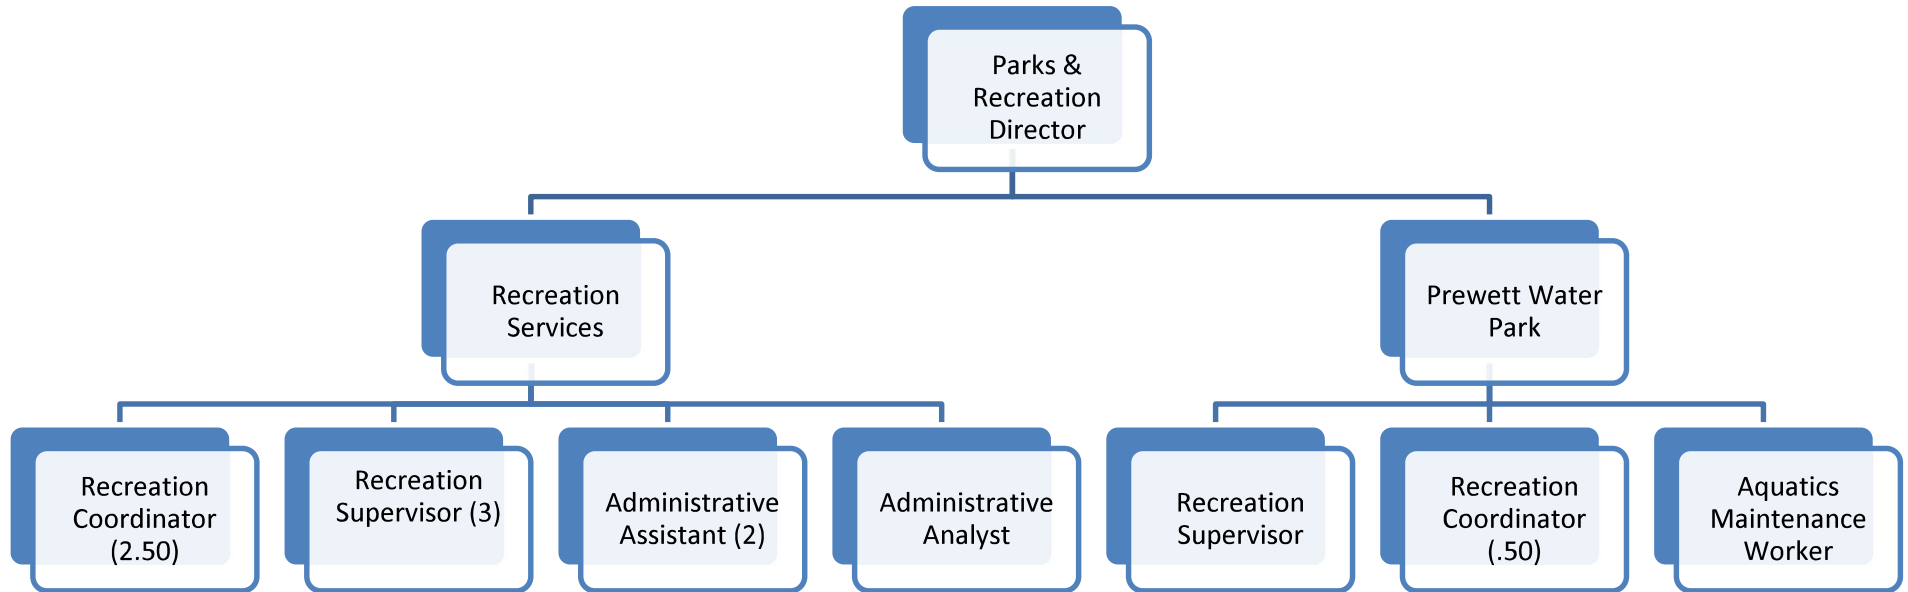 Parks &
Recreation
Director
Recreation
Services
Prewett Water
Park
Recreation
Coordinator
(2.50)
Recreation
Supervisor (3)
Administrative
Assistant (2)
Administrative
Analyst
Recreation
Supervisor
Recreation
Coordinator
(.50)
Aquatics
Maintenance
Worker